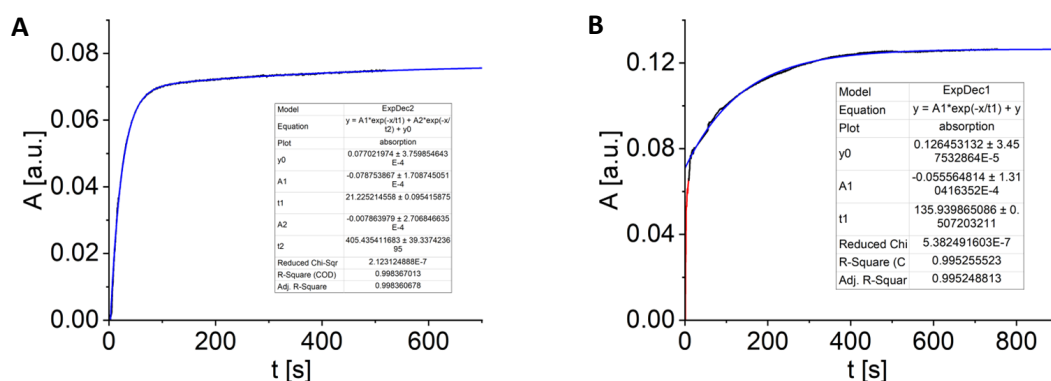 A
A [a.u.]
0.08
0.06
0.04
0.02
0.00
0
200
400
600
t [s]
Model ExpDec2
Equation y = A1*exp(-x/t1) + A2*exp(-x/
t2) + y0
Plot absorption
y0 0.077021974 ± 3.759854643
E-4
A1 -0.078753867 ± 1.708745051
E-4
t1 21.225214558 ± 0.095415875
A2 -0.007863979 ± 2.706846635
E-4
t2 405.435411683 ± 39.3374236
95
Reduced Chi-Sqr 2.123124888E-7
R-Square (COD) 0.998367013
Adj. R-Square 0.998360678
B
A [a.u.]
0.12
0.08
0.04
0.00
0
200
400
600
800
t [s]
Model ExpDec1
Equation y = A1*exp(-x/t1) + y
Plot absorption
y0 0.126453132 ± 3.45
7532864E-5
A1 -0.055564814 ± 1.31
0416352E-4
t1 135.939865086 ± 0.
507203211
Reduced Chi 5.382491603E-7
R-Square (C 0.995255523
Adj. R-Squar 0.995248813